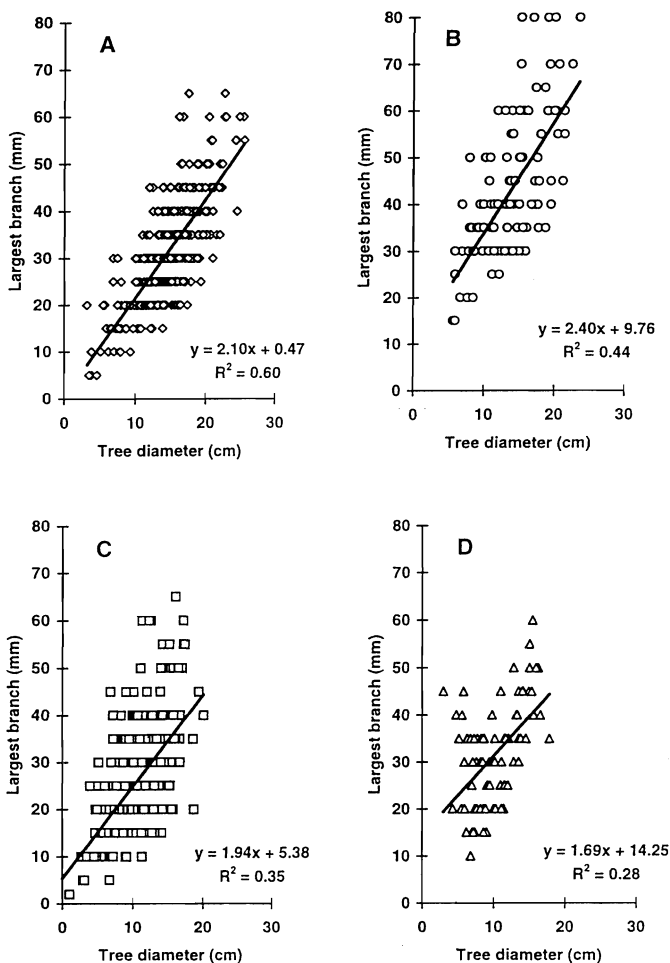 A
80
70
60
50
40
30
20
10
0
Largest branch (mm)
y = 2.10x + 0.47
R² = 0.60
0 10 20 30
Tree diameter (cm)
B
80
70
60
50
40
30
20
10
0
Largest branch (mm)
y = 2.40x + 9.76
R² = 0.44
0 10 20 30
Tree diameter (cm)
C
80
70
60
50
40
30
20
10
0
Largest branch (mm)
y = 1.94x + 5.38
R² = 0.35
0 10 20 30
Tree diameter (cm)
D
80
70
60
50
40
30
20
10
0
Largest branch (mm)
y = 1.69x + 14.25
R² = 0.28
0 10 20 30
Tree diameter (cm)